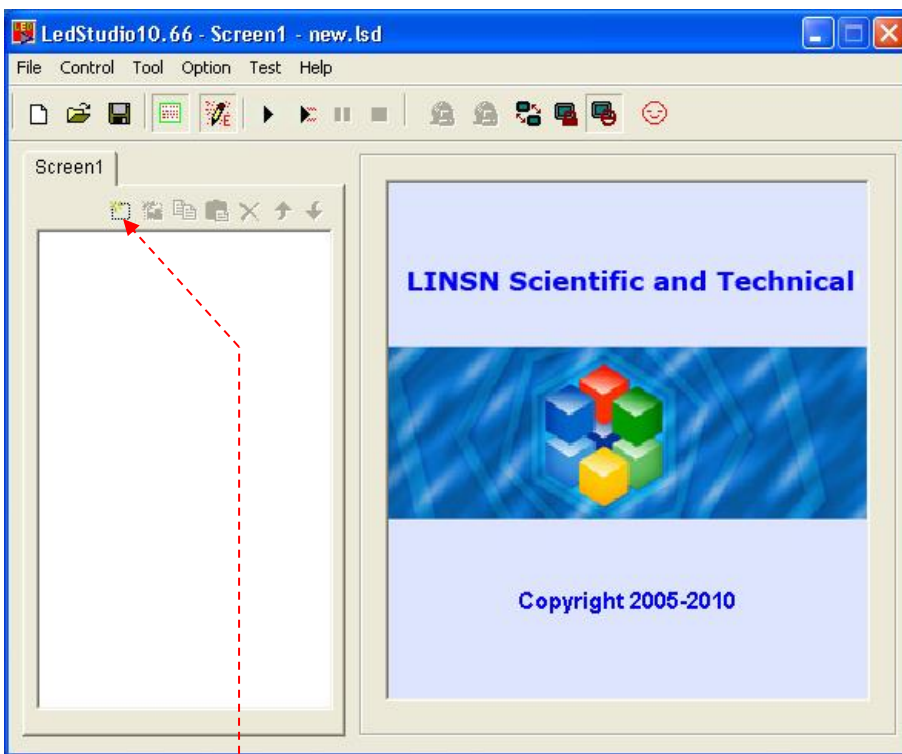 LedStudio10.66 - Screen1 - new.lsd
File Control Tool Option Test Help
Screen1
LINSN Scientific and Technical
Copyright 2005-2010